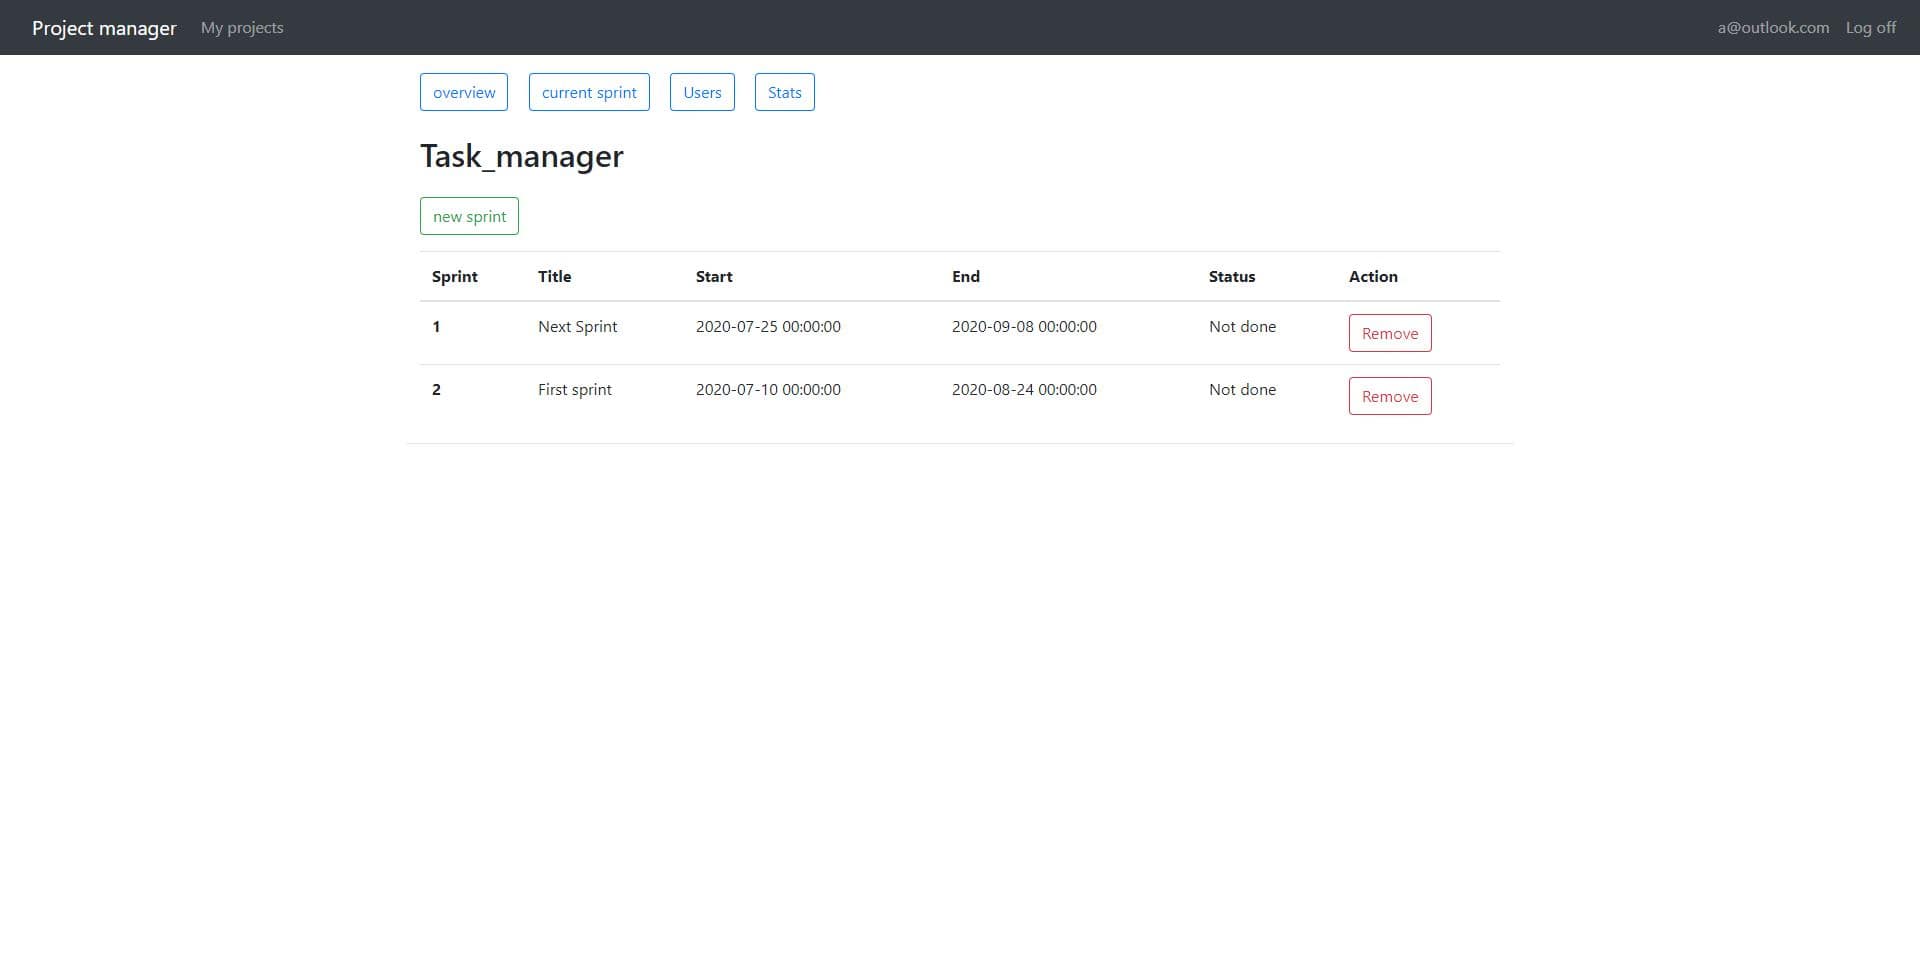 Project manager My projects a@outlook.com Log off
overview current sprint Users Stats
Task_manager
new sprint
Sprint Title Start End Status Action
1 Next Sprint 2020-07-25 00:00:00 2020-09-08 00:00:00 Not done Remove
2 First sprint 2020-07-10 00:00:00 2020-08-24 00:00:00 Not done Remove